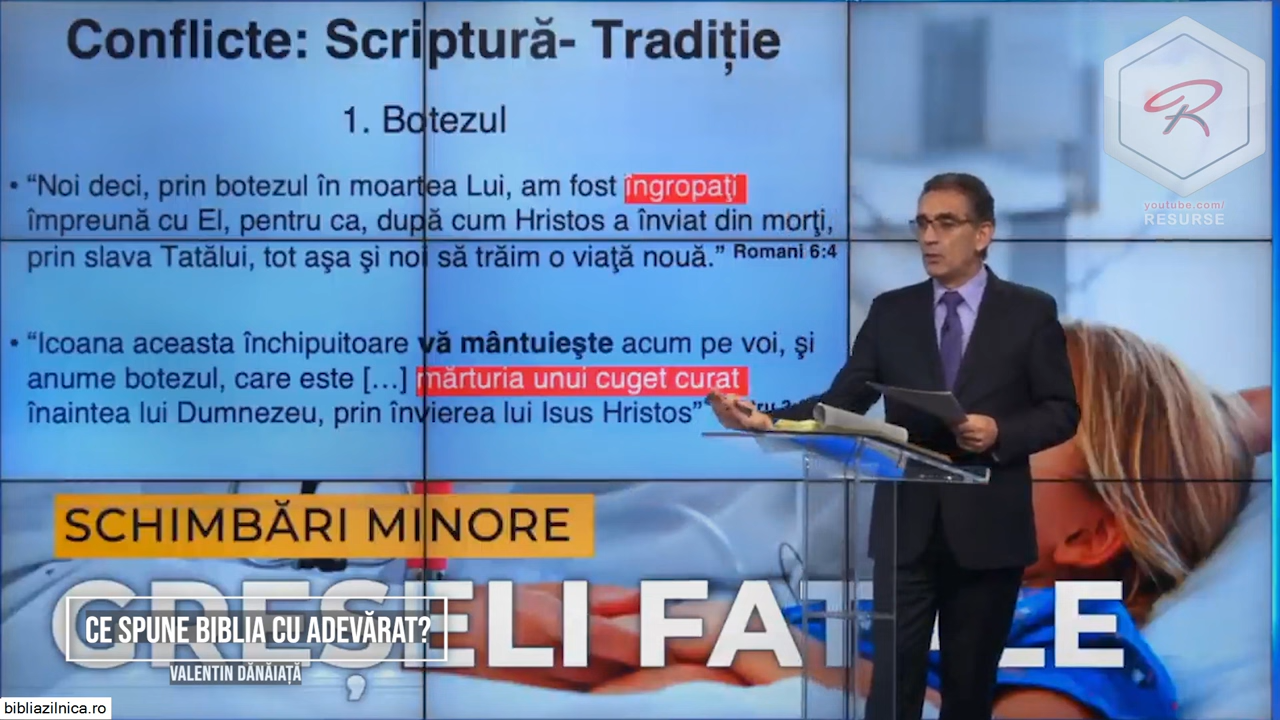 Conflicte: Scriptură- Tradiție
1. Botezul
• “Noi deci, prin botezul în moartea Lui, am fost îngropaţi
împreună cu El, pentru ca, după cum Hristos a înviat din morţi,
prin slava Tatălui, tot aşa şi noi să trăim o viaţă nouă.” Romani 6:4
• “Icoana aceasta închipuitoare vă mântuieşte acum pe voi, şi
anume botezul, care este […] mărturia unui cuget curat
înaintea lui Dumnezeu, prin învierea lui Isus Hristos”
R
youtube.com/
RESURSE
SCHIMBĂRI MINORE
CE SPUNE BIBLIA CU ADEVĂRAT?
VALENTIN DĂNĂIAȚĂ
bibliazilnica.ro